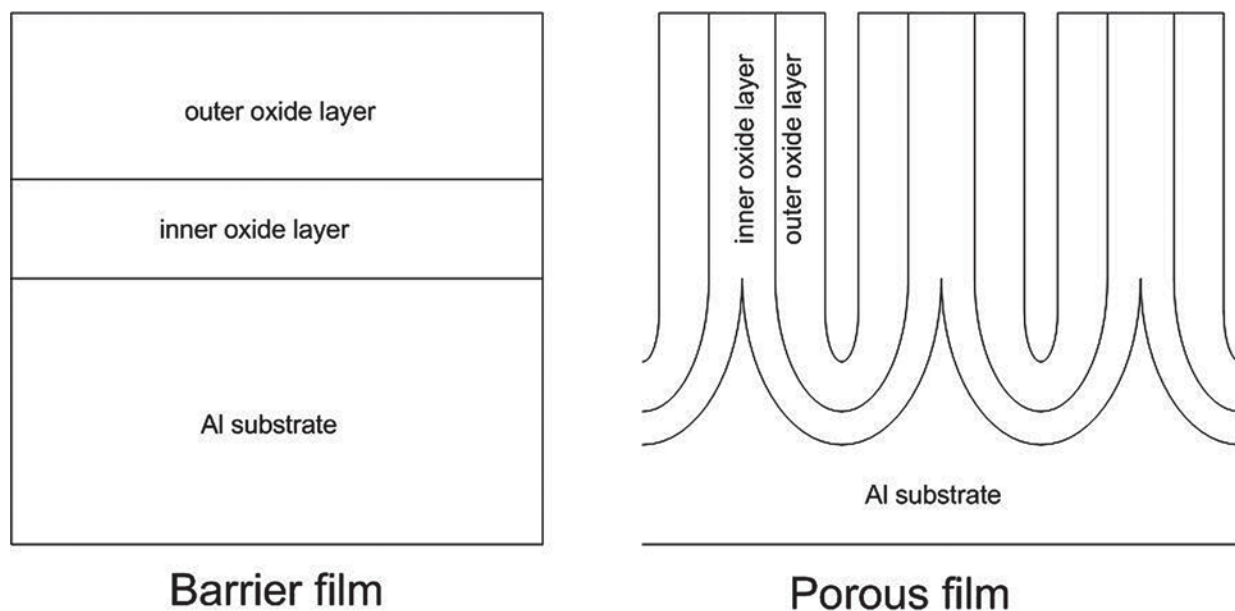 outer oxide layer
inner oxide layer
Al substrate
Barrier film
inner oxide layer
outer oxide layer
Al substrate
Porous film